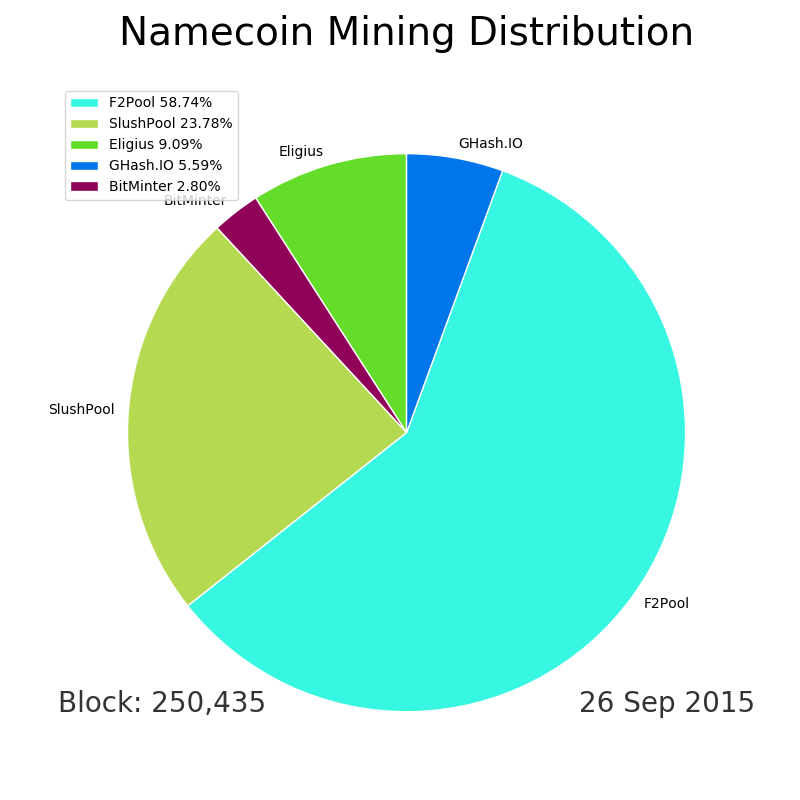 Namecoin Mining Distribution
F2Pool 58.74%
SlushPool 23.78%
Eligius 9.09%
GHash.IO 5.59%
BitMinter 2.80%
GHash.IO
Eligius
BitMinter
SlushPool
F2Pool
Block: 250,435
26 Sep 2015